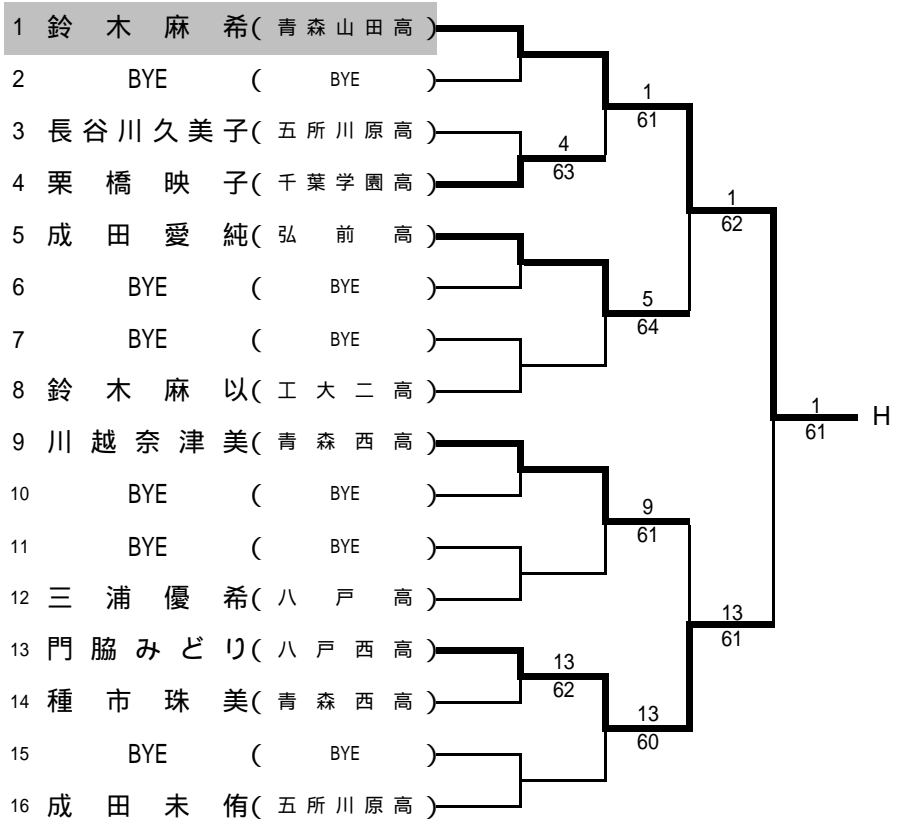 1 鈴木麻希(青森山田高)
2 BYE (BYE)
3 長谷川久美子(五所川原高)
4 栗橋映子(千葉学園高)
5 成田愛純(弘前高)
6 BYE (BYE)
7 BYE (BYE)
8 鈴木麻以(工大二高)
9 川越奈津美(青森西高)
10 BYE (BYE)
11 BYE (BYE)
12 三浦優希(八戸高)
13 門脇みどり(八戸西高)
14 種市珠美(青森西高)
15 BYE (BYE)
16 成田未侑(五所川原高)
4
63
13
62
1
61
5
64
9
61
13
60
1
62
13
61
1
61
H